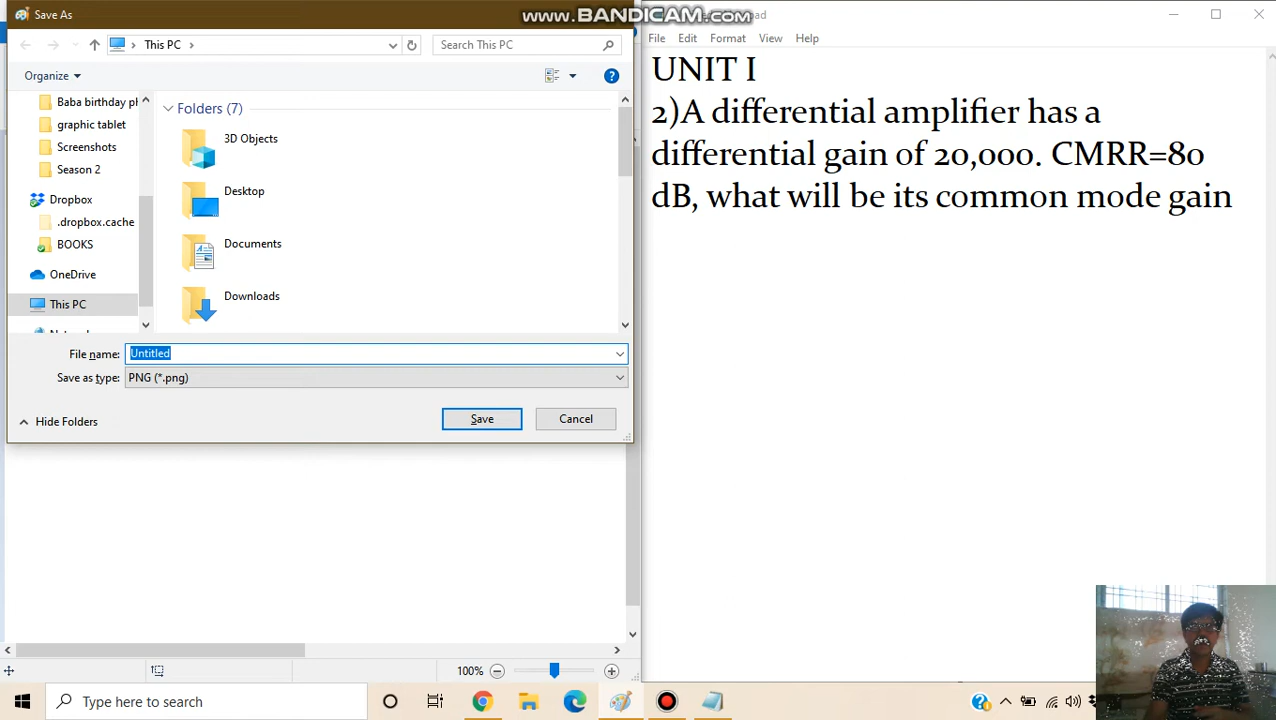 Save As
www.BANDICAM.com
pad
This PC
Search This PC
File Edit Format View Help
Organize
UNIT I
2)A differential amplifier has a
differential gain of 20,000. CMRR=80
dB, what will be its common mode gain
Baba birthday ph
graphic tablet
Screenshots
Season 2
Dropbox
.dropbox.cache
BOOKS
OneDrive
This PC
Folders (7)
3D Objects
Desktop
Documents
Downloads
File name: Untitled
Save as type: PNG (*.png)
Hide Folders
Save
Cancel
100%
Type here to search